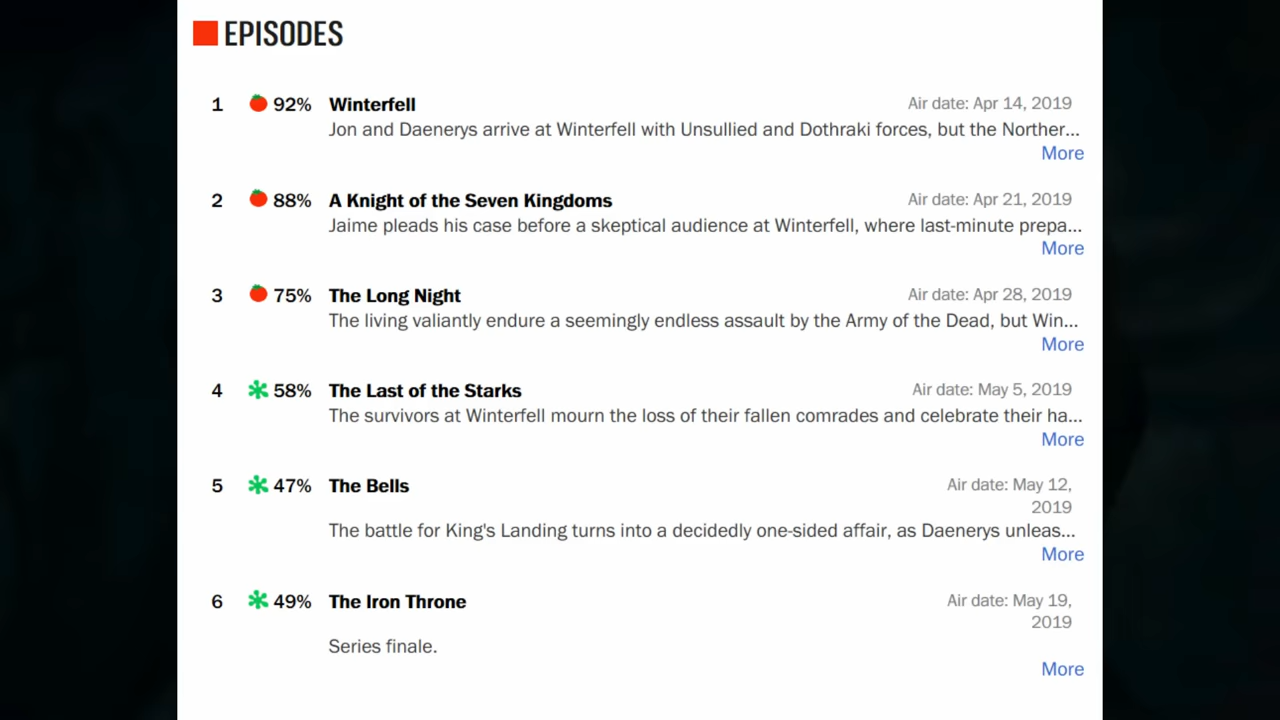 EPISODES
1 92% Winterfell Air date: Apr 14, 2019
Jon and Daenerys arrive at Winterfell with Unsullied and Dothraki forces, but the Norther...
More
2 88% A Knight of the Seven Kingdoms Air date: Apr 21, 2019
Jaime pleads his case before a skeptical audience at Winterfell, where last-minute prepa...
More
3 75% The Long Night Air date: Apr 28, 2019
The living valiantly endure a seemingly endless assault by the Army of the Dead, but Win...
More
4 58% The Last of the Starks Air date: May 5, 2019
The survivors at Winterfell mourn the loss of their fallen comrades and celebrate their ha...
More
5 47% The Bells Air date: May 12,
2019
The battle for King's Landing turns into a decidedly one-sided affair, as Daenerys unleas...
More
6 49% The Iron Throne Air date: May 19,
2019
Series finale.
More